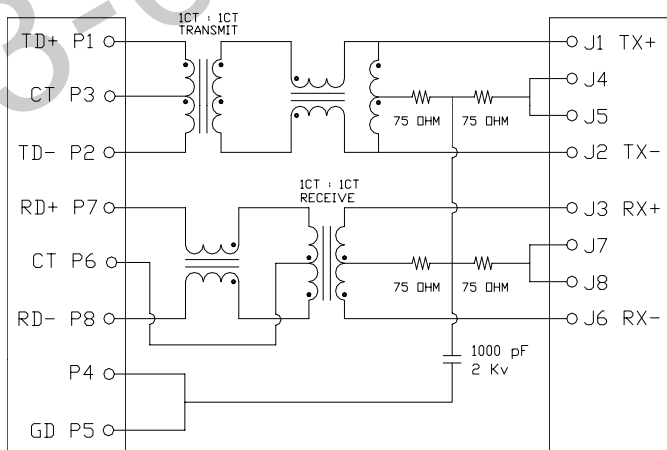 1CT : 1CT
TRANSMIT
TD+ P1
J1 TX+
J4
CT P3
75 OHM
75 OHM
J5
TD- P2
J2 TX-
1CT : 1CT
RECEIVE
RD+ P7
J3 RX+
J7
CT P6
75 OHM
75 OHM
J8
RD- P8
J6 RX-
1000 pF
2 Kv
P4
GD P5